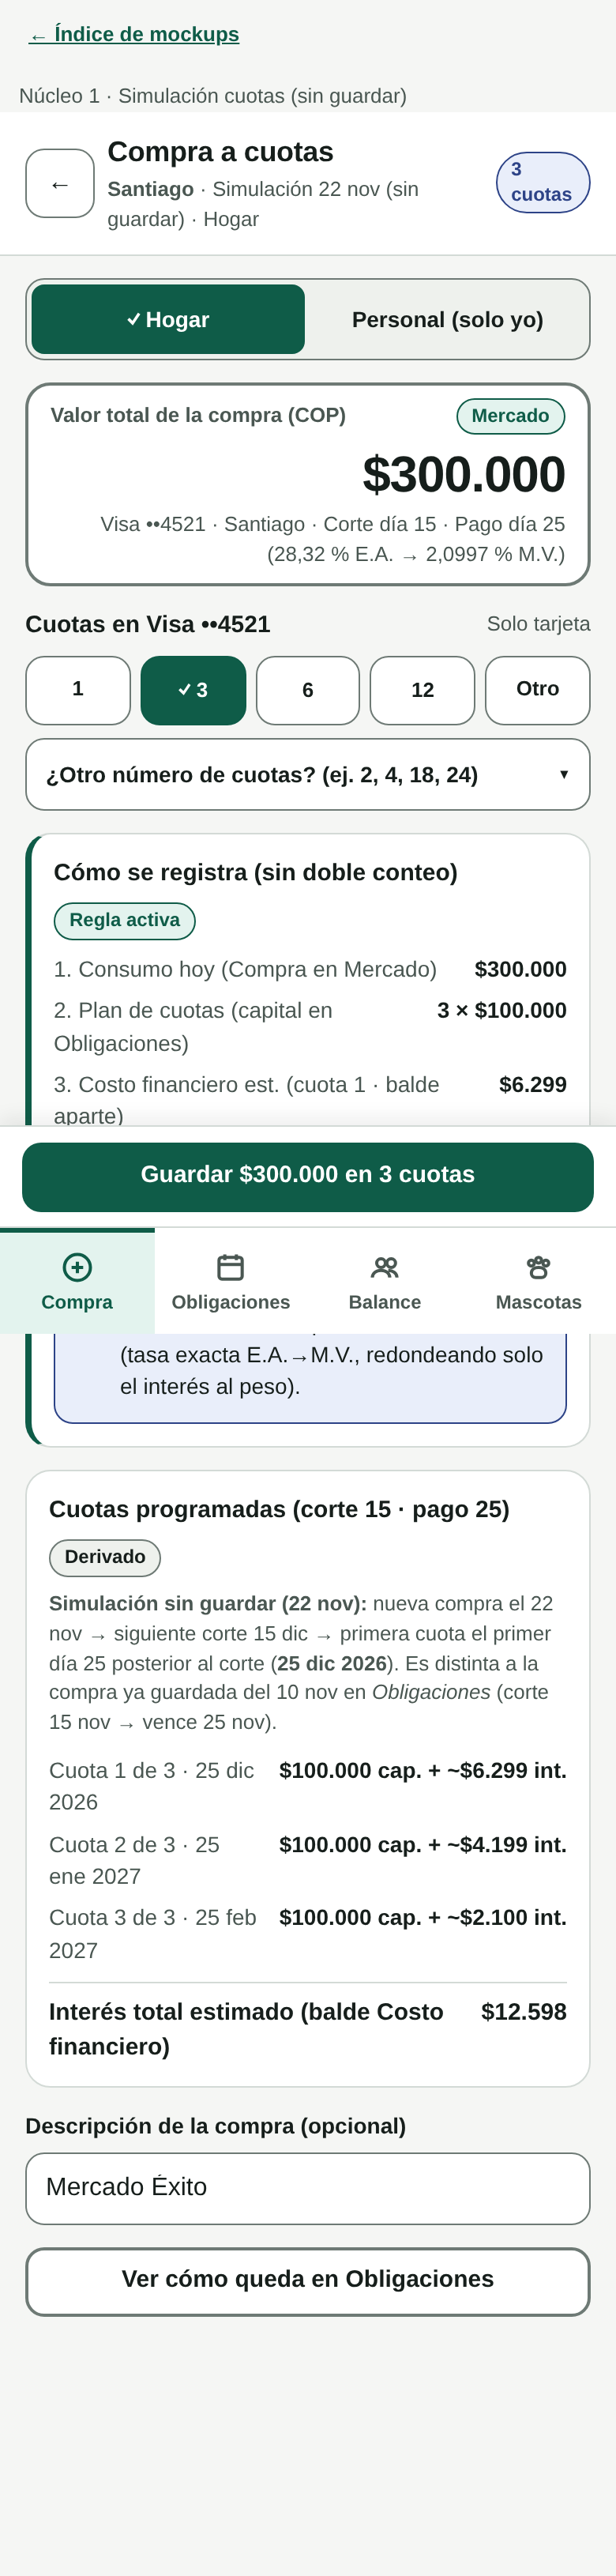 ← Índice de mockups
Núcleo 1 · Simulación cuotas (sin guardar)
←
Compra a cuotas
Santiago · Simulación 22 nov (sin
guardar) · Hogar
3
cuotas
✓ Hogar
Personal (solo yo)
Valor total de la compra (COP)
Mercado
$300.000
Visa ••4521 · Santiago · Corte día 15 · Pago día 25
(28,32 % E.A. → 2,0997 % M.V.)
Cuotas en Visa ••4521
Solo tarjeta
1
✓ 3
6
12
Otro
¿Otro número de cuotas? (ej. 2, 4, 18, 24)
▾
Cómo se registra (sin doble conteo)
Regla activa
1. Consumo hoy (Compra en Mercado)
$300.000
2. Plan de cuotas (capital en
Obligaciones)
3 × $100.000
3. Costo financiero est. (cuota 1 · balde
aparte)
$6.299
Guardar $300.000 en 3 cuotas
Compra
Obligaciones
Balance
Mascotas
(tasa exacta E.A.→M.V., redondeando solo
el interés al peso).
Cuotas programadas (corte 15 · pago 25)
Derivado
Simulación sin guardar (22 nov): nueva compra el 22
nov → siguiente corte 15 dic → primera cuota el primer
día 25 posterior al corte (25 dic 2026). Es distinta a la
compra ya guardada del 10 nov en Obligaciones (corte
15 nov → vence 25 nov).
Cuota 1 de 3 · 25 dic
2026
$100.000 cap. + ~$6.299 int.
Cuota 2 de 3 · 25
ene 2027
$100.000 cap. + ~$4.199 int.
Cuota 3 de 3 · 25 feb
2027
$100.000 cap. + ~$2.100 int.
Interés total estimado (balde Costo
financiero)
$12.598
Descripción de la compra (opcional)
Mercado Éxito
Ver cómo queda en Obligaciones